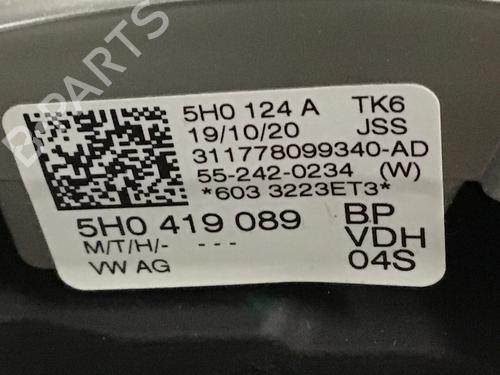 B-PARTS
5H0 124 A TK6
19/10/20 JSS
311778099340-AD
55-242-0234 (W)
*603 3223ET3*
5H0 419 089 BP
M/T/H/- --- VDH
VW AG 04S